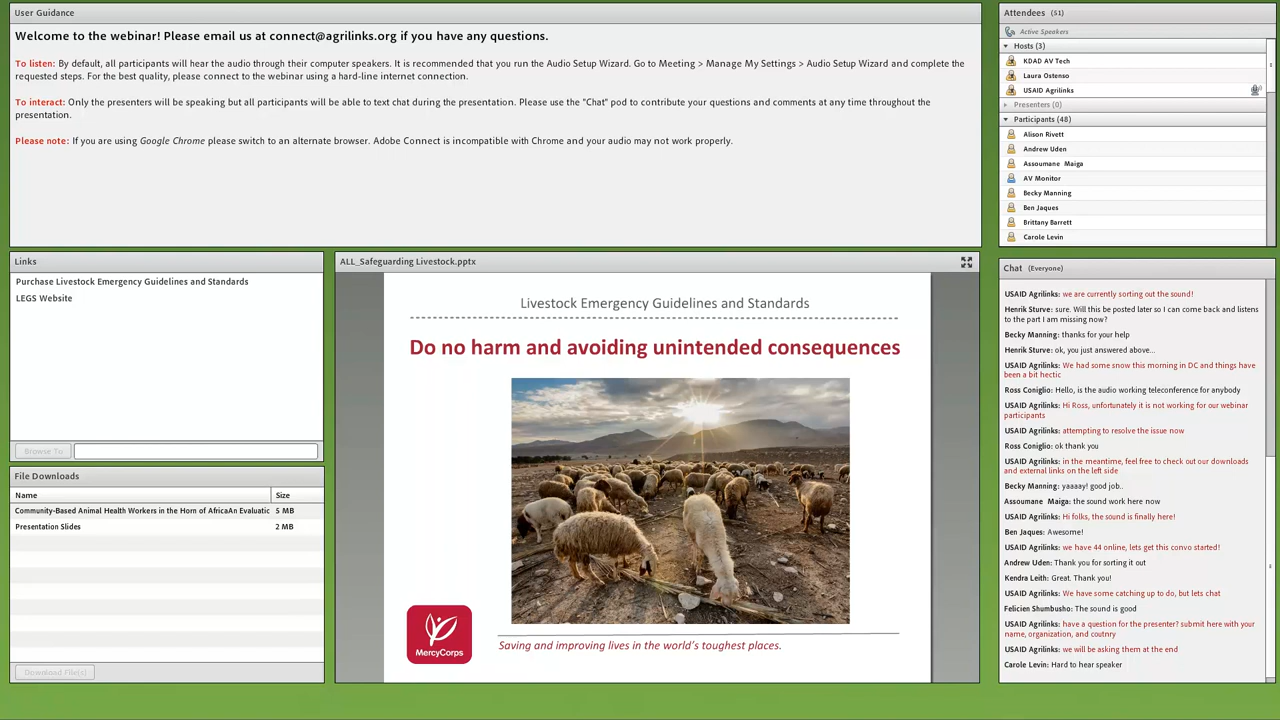 User Guidance
Welcome to the webinar! Please email us at connect@agrilinks.org if you have any questions.
To listen: By default, all participants will hear the audio through their computer speakers. It is recommended that you run the Audio Setup Wizard. Go to Meeting > Manage My Settings > Audio Setup Wizard and complete the
requested steps. For the best quality, please connect to the webinar using a hard-line internet connection.
To interact: Only the presenters will be speaking but all participants will be able to text chat during the presentation. Please use the "Chat" pod to contribute your questions and comments at any time throughout the
presentation.
Please note: If you are using Google Chrome please switch to an alternate browser. Adobe Connect is incompatible with Chrome and your audio may not work properly.
Attendees (51)
Active Speakers
Hosts (3)
KDAD AV Tech
Laura Ostenso
USAID Agrilinks
Presenters (0)
Participants (48)
Alison Rivett
Andrew Uden
Assoumane Maiga
AV Monitor
Becky Manning
Ben Jaques
Brittany Barrett
Carole Levin
Links
Purchase Livestock Emergency Guidelines and Standards
LEGS Website
Browse To
File Downloads
Name Size
Community-Based Animal Health Workers in the Horn of AfricaAn Evaluatic 5 MB
Presentation Slides 2 MB
Download File(s)
ALL_Safeguarding Livestock.pptx
Livestock Emergency Guidelines and Standards
Do no harm and avoiding unintended consequences
MercyCorps
Saving and improving lives in the world's toughest places.
Chat (Everyone)
USAID Agrilinks: we are currently sorting out the sound!
Henrik Sturve: sure. Will this be posted later so I can come back and listens
to the part I am missing now?
Becky Manning: thanks for your help
Henrik Sturve: ok, you just answered above...
USAID Agrilinks: We had some snow this morning in DC and things have
been a bit hectic
Ross Coniglio: Hello, is the audio working teleconference for anybody
USAID Agrilinks: Hi Ross, unfortunately it is not working for our webinar
participants
USAID Agrilinks: attempting to resolve the issue now
Ross Coniglio: ok thank you
USAID Agrilinks: in the meantime, feel free to check out our downloads
and external links on the left side
Becky Manning: yaaaay! good job..
Assoumane Maiga: the sound work here now
USAID Agrilinks: Hi folks, the sound is finally here!
Ben Jaques: Awesome!
USAID Agrilinks: we have 44 online, lets get this convo started!
Andrew Uden: Thank you for sorting it out
Kendra Leith: Great. Thank you!
USAID Agrilinks: We have some catching up to do, but lets chat
Felicien Shumbusho: The sound is good
USAID Agrilinks: have a question for the presenter? submit here with your
name, organization, and coutnry
USAID Agrilinks: we will be asking them at the end
Carole Levin: Hard to hear speaker